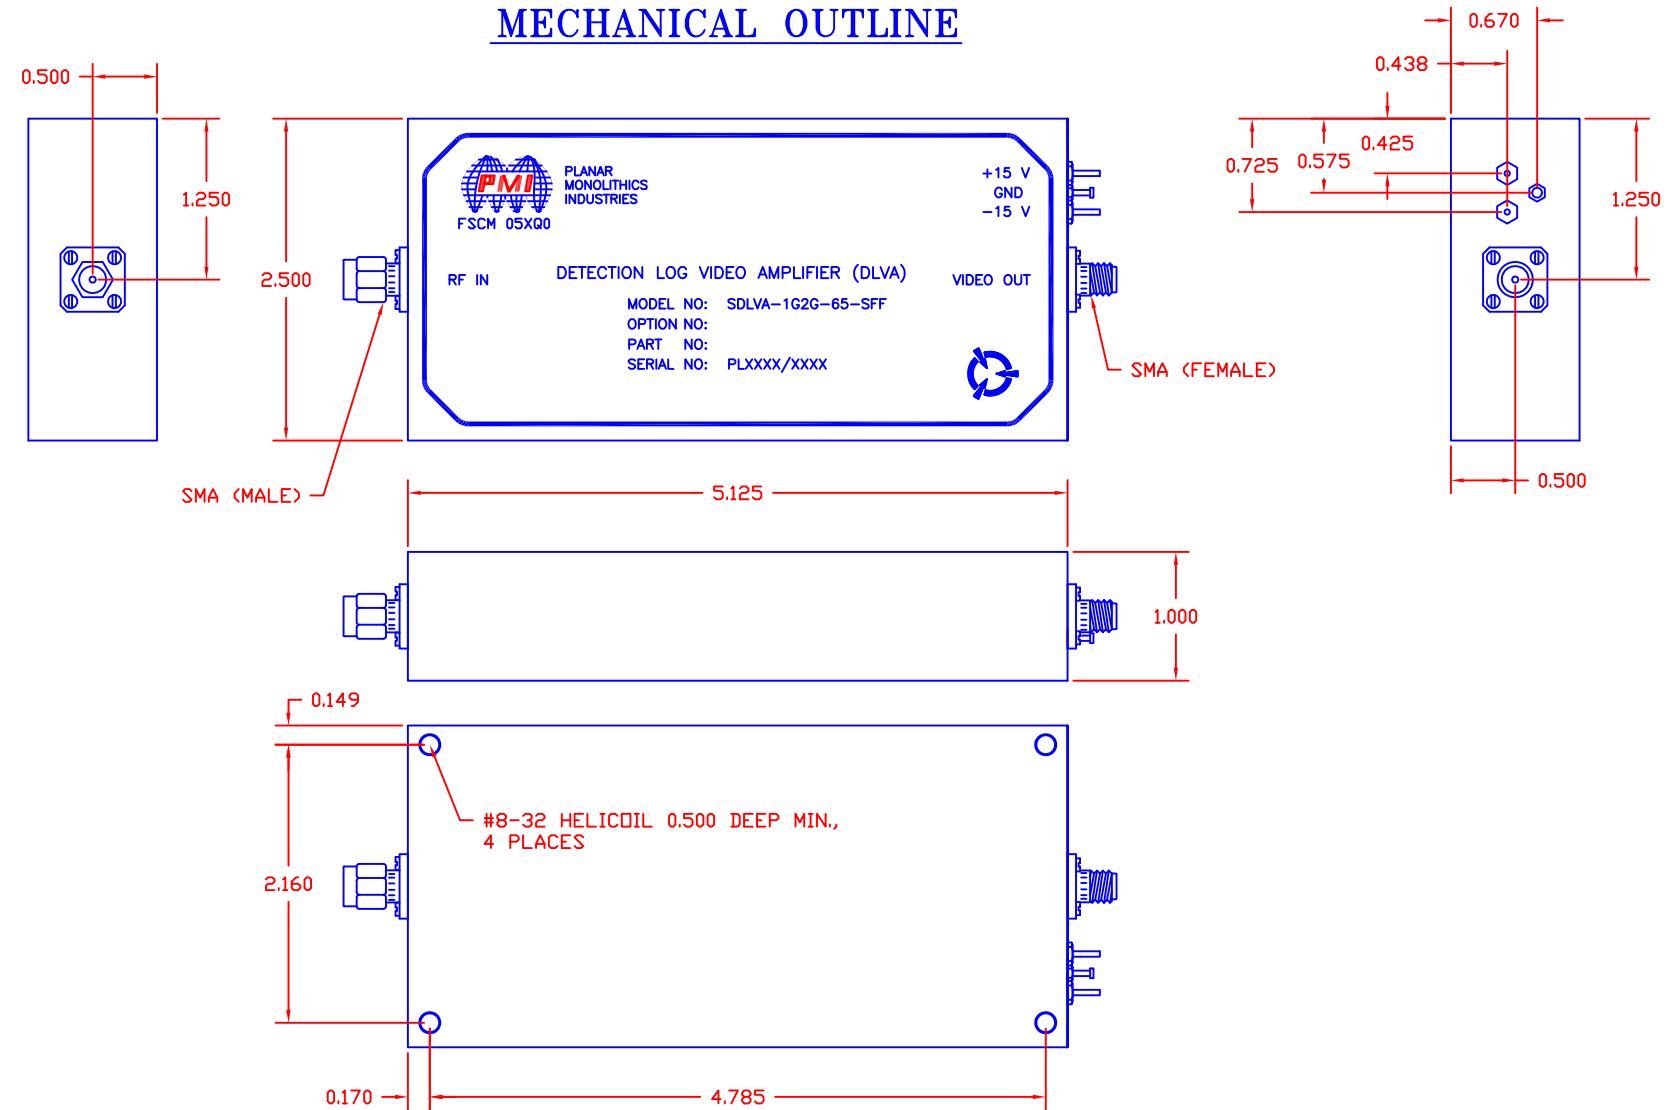 MECHANICAL OUTLINE
0.500
1.250
2.500
PMI
PLANAR
MONOLITHICS
INDUSTRIES
FSCM 05XQ0
+15 V
GND
-15 V
RF IN
DETECTION LOG VIDEO AMPLIFIER (DLVA)
VIDEO OUT
MODEL NO: SDLVA-1G2G-65-SFF
OPTION NO:
PART NO:
SERIAL NO: PLXXXX/XXXX
SMA (MALE)
SMA (FEMALE)
0.670
0.438
0.425
0.575
0.725
1.250
0.500
5.125
1.000
0.149
#8-32 HELICOIL 0.500 DEEP MIN.,
4 PLACES
2.160
0.170
4.785